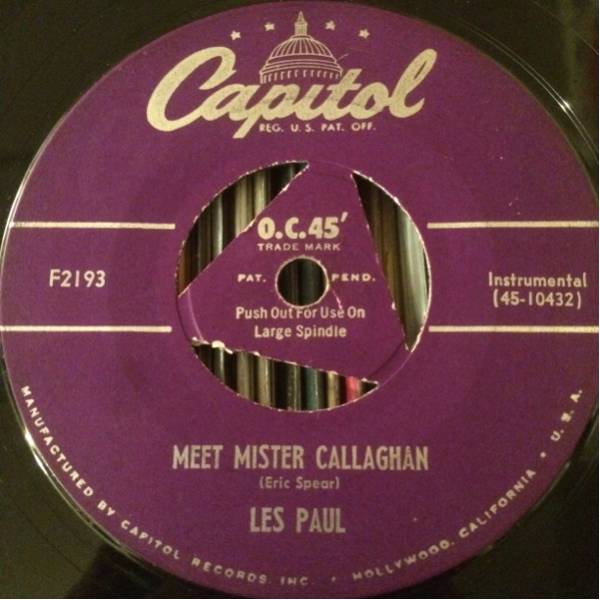 Capitol
REG. U. S. PAT. OFF.
O.C.45'
TRADE MARK
PAT. PEND.
Push Out For Use On
Large Spindle
F2193
Instrumental
(45-10432)
MEET MISTER CALLAGHAN
(Eric Spear)
LES PAUL
MANUFACTURED BY CAPITOL RECORDS, INC. • HOLLYWOOD, CALIFORNIA • U. S. A.